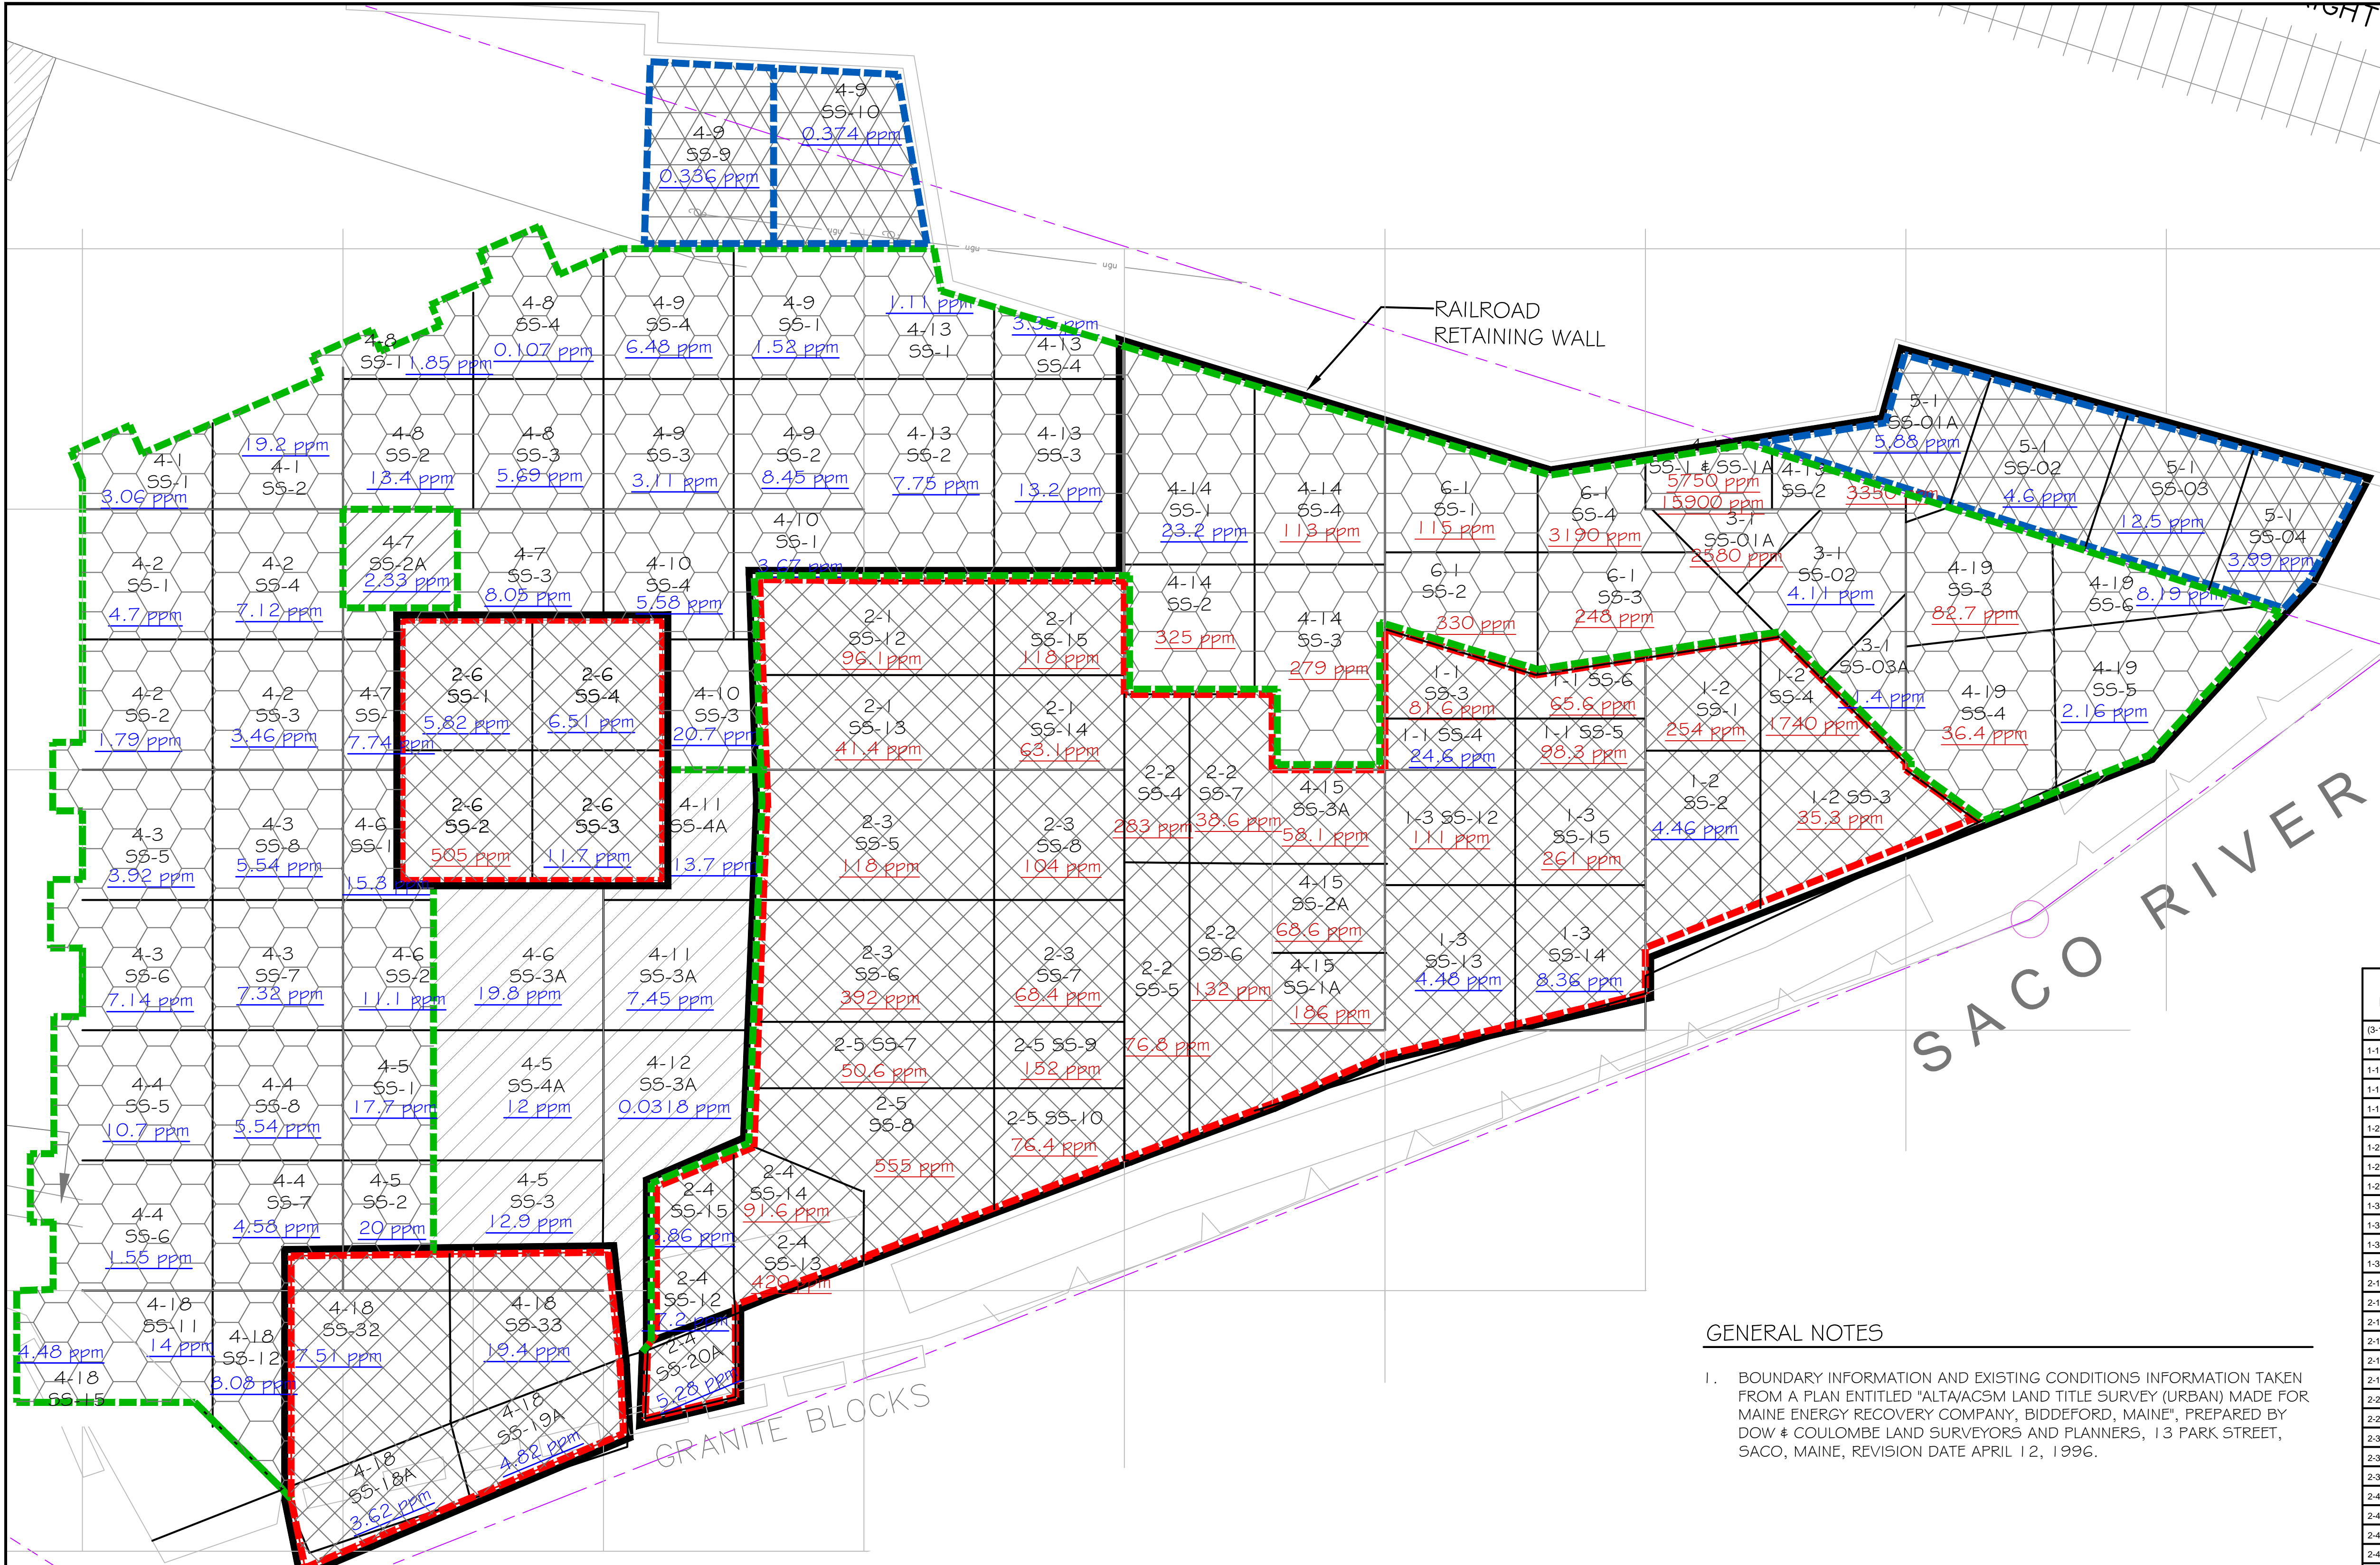 4-9
SS-9
0.336 ppm
4-9
SS-10
0.374 ppm
ugu
ugu
ugu
RAILROAD
RETAINING WALL
4-8
SS-1
1.85 ppm
4-8
SS-4
0.107 ppm
4-9
SS-4
6.48 ppm
4-9
SS-1
1.52 ppm
1.11 ppm
4-13
SS-1
3.35 ppm
4-13
SS-4
4-1
SS-1
3.06 ppm
19.2 ppm
4-1
SS-2
4-8
SS-2
13.4 ppm
4-8
SS-3
5.69 ppm
4-9
SS-3
3.11 ppm
4-9
SS-2
8.45 ppm
4-13
SS-2
7.75 ppm
4-13
SS-3
13.2 ppm
4-14
SS-1
23.2 ppm
4-14
SS-4
113 ppm
6-1
SS-1
115 ppm
6-1
SS-4
3190 ppm
SS-1 & SS-1A
5750 ppm
15900 ppm
SS-2
3350
5-1
SS-01A
5.88 ppm
5-1
SS-02
4.6 ppm
5-1
SS-03
12.5 ppm
5-1
SS-04
3.99 ppm
4-2
SS-1
4.7 ppm
4-2
SS-4
7.12 ppm
4-7
SS-2A
2.33 ppm
4-7
SS-3
8.05 ppm
4-10
SS-4
5.58 ppm
4-10
SS-1
3.67 ppm
2-1
SS-12
96.1ppm
2-1
SS-15
118 ppm
4-14
SS-2
325 ppm
4-14
SS-3
279 ppm
6-1
SS-2
330 ppm
6-1
SS-3
248 ppm
3-1
SS-01A
2580 ppm
3-1
SS-02
4.11 ppm
3-1
SS-03A
1.4 ppm
4-19
SS-3
82.7 ppm
4-19
SS-6
8.19 ppm
4-19
SS-4
36.4 ppm
4-19
SS-5
2.16 ppm
4-2
SS-2
1.79 ppm
4-2
SS-3
3.46 ppm
4-7
SS-
7.74 ppm
2-6
SS-1
5.82 ppm
2-6
SS-4
6.51 ppm
4-10
SS-3
20.7 ppm
2-1
SS-13
41.4 ppm
2-1
SS-14
63.1ppm
1-1
SS-3
81.6 ppm
1-1 SS-6
65.6 ppm
1-1 SS-4
24.6 ppm
1-1 SS-5
98.3 ppm
1-2
SS-1
254 ppm
1-2
SS-4
1740 ppm
4-3
SS-5
3.92 ppm
4-3
SS-8
5.54 ppm
4-6
SS-1
15.3 ppm
2-6
SS-2
505 ppm
2-6
SS-3
11.7 ppm
4-11
SS-4A
13.7 ppm
2-3
SS-5
118 ppm
2-3
SS-8
104 ppm
2-2
SS-4
283 ppm
2-2
SS-7
38.6 ppm
4-15
SS-3A
58.1 ppm
1-3 SS-12
111 ppm
1-3
SS-15
261 ppm
1-2
SS-2
4.46 ppm
1-2 SS-3
35.3 ppm
4-15
SS-2A
68.6 ppm
4-3
SS-6
7.14 ppm
4-3
SS-7
7.32 ppm
4-6
SS-2
11.1 ppm
4-6
SS-3A
19.8 ppm
4-11
SS-3A
7.45 ppm
2-3
SS-6
392 ppm
2-3
SS-7
68.4 ppm
2-2
SS-5
76.8 ppm
2-2
SS-6
132 ppm
4-15
SS-1A
186 ppm
1-3
SS-13
4.48 ppm
1-3
SS-14
8.36 ppm
4-4
SS-5
10.7 ppm
4-4
SS-8
5.54 ppm
4-5
SS-1
17.7 ppm
4-5
SS-4A
12 ppm
4-12
SS-3A
0.0318 ppm
2-5 SS-7
50.6 ppm
2-5 SS-9
152 ppm
2-5
SS-8
555 ppm
2-5 SS-10
76.4 ppm
4-4
SS-6
1.55 ppm
4-4
SS-7
4.58 ppm
4-5
SS-2
20 ppm
4-5
SS-3
12.9 ppm
2-4
SS-15
.86 ppm
2-4
SS-14
91.6 ppm
2-4
SS-13
420 ppm
2-4
SS-12
7.2 ppm
2-4
SS-20A
5.28 ppm
4.48 ppm
4-18
SS-15
4-18
SS-11
14 ppm
4-18
SS-12
8.08 ppm
4-18
SS-32
7.51 ppm
4-18
SS-33
19.4 ppm
4-18
SS-18A
3.62 ppm
4-18
SS-19A
4.82 ppm
GRANITE BLOCKS
SACO RIVER
GENERAL NOTES
1. BOUNDARY INFORMATION AND EXISTING CONDITIONS INFORMATION TAKEN
FROM A PLAN ENTITLED "ALTA/ACSM LAND TITLE SURVEY (URBAN) MADE FOR
MAINE ENERGY RECOVERY COMPANY, BIDDEFORD, MAINE", PREPARED BY
DOW & COULOMBE LAND SURVEYORS AND PLANNERS, 13 PARK STREET,
SACO, MAINE, REVISION DATE APRIL 12, 1996.